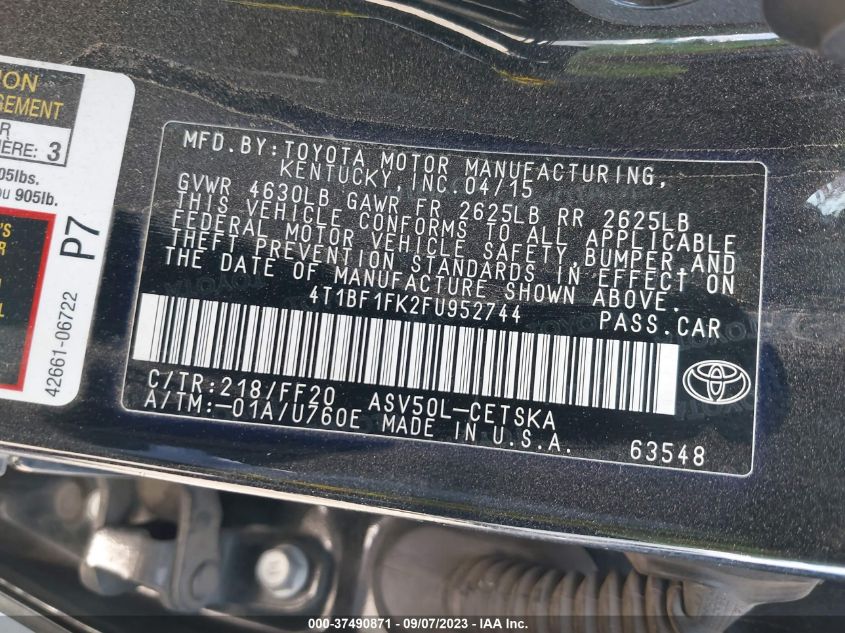 ION
GEMENT
R
IÈRE: 3
05lbs.
ou 905lb.
'S
R
L
42661-06722
P7
MFD.BY:TOYOTA MOTOR MANUFACTURING,
KENTUCKY,INC.04/15
GVWR 4630LB GAWR FR 2625LB RR 2625LB
THIS VEHICLE CONFORMS TO ALL APPLICABLE
FEDERAL MOTOR VEHICLE SAFETY,BUMPER,AND
THEFT PREVENTION STANDARDS IN EFFECT ON
THE DATE OF MANUFACTURE SHOWN ABOVE.
4T1BF1FK2FU952744 PASS.CAR
C/TR:218/FF20 ASV50L-CETSKA
A/TM:-01A/U760E MADE IN U.S.A.
63548
000-37490871 - 09/07/2023 - © IAA Inc.